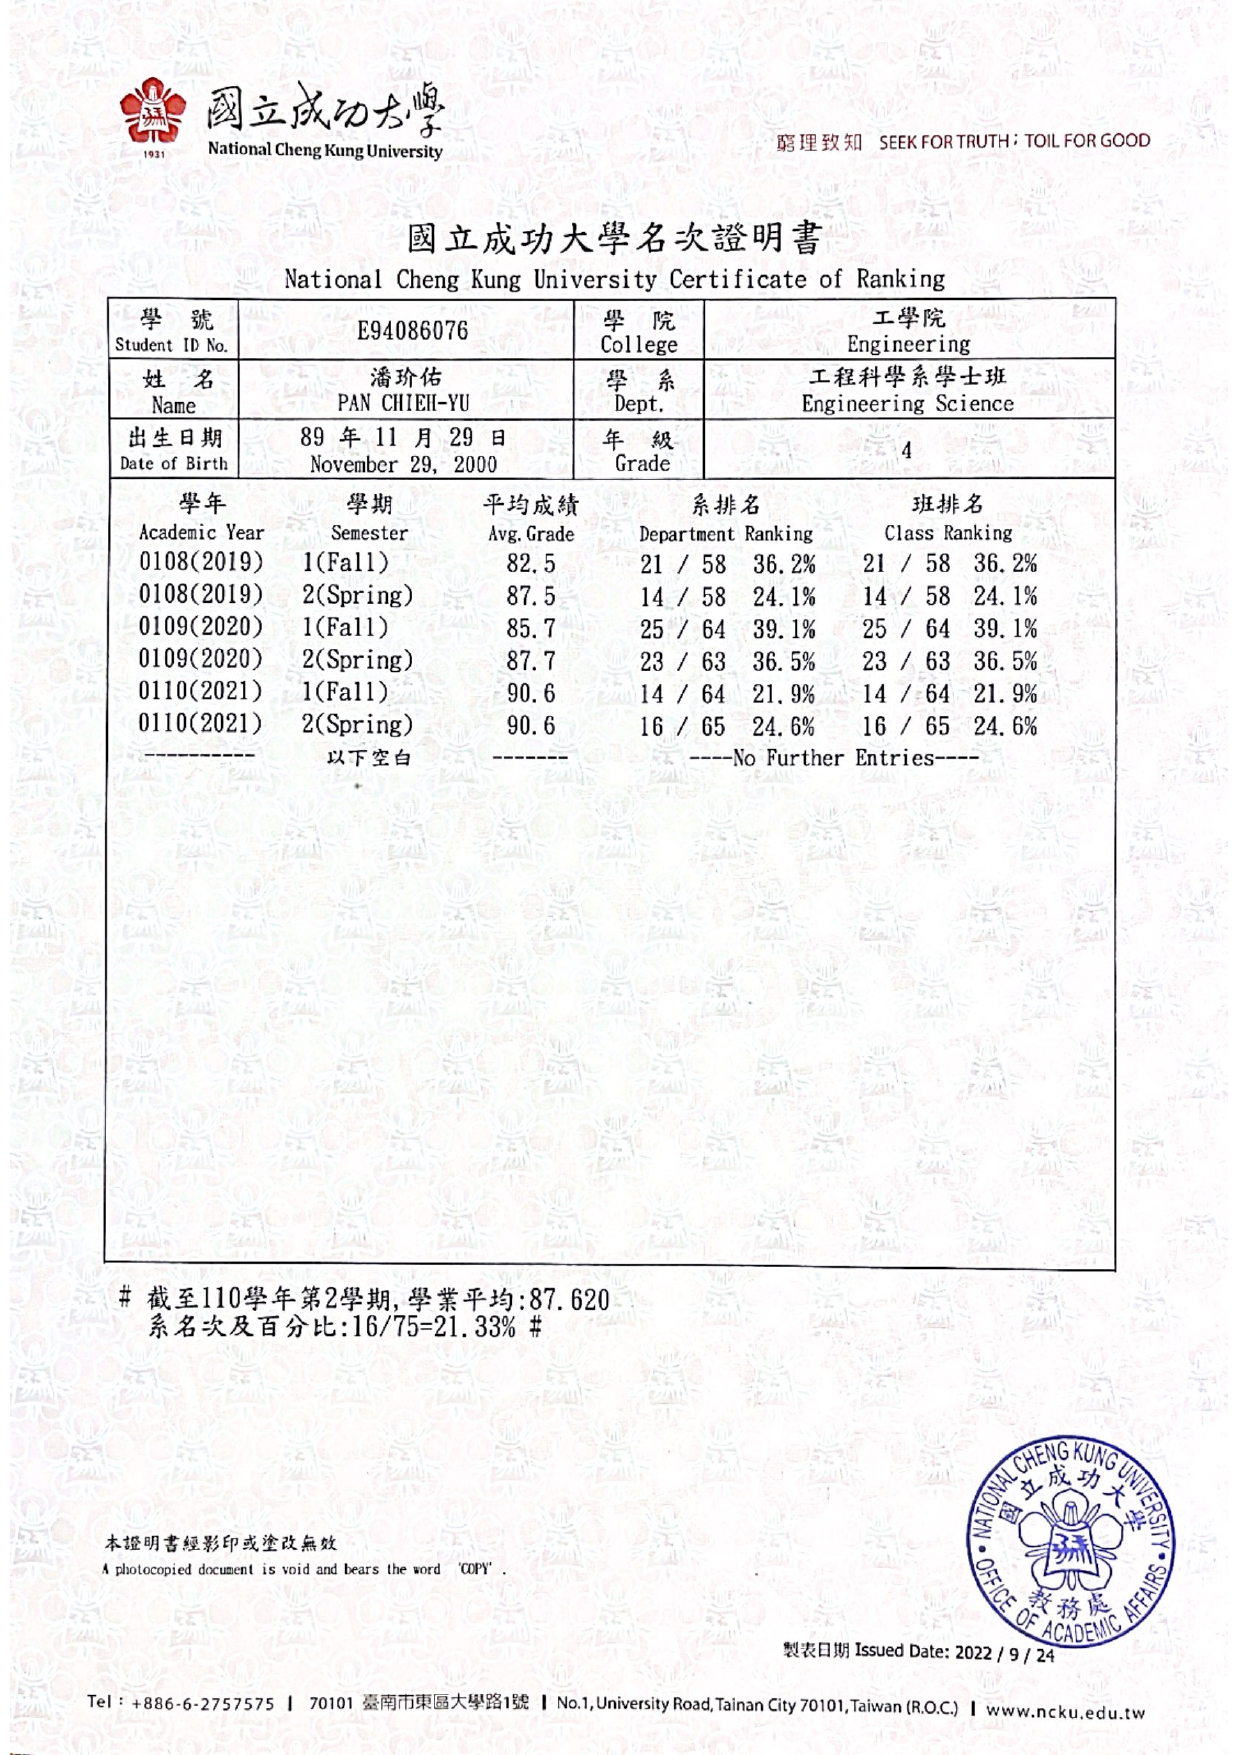 國立成功大學
National Cheng Kung University
1931
窮理致知 SEEK FOR TRUTH; TOIL FOR GOOD
國立成功大學名次證明書
National Cheng Kung University Certificate of Ranking
學 號 E94086076 學 院 工學院
Student ID No. College Engineering
姓 名 潘玠佑 學 系 工程科學系學士班
Name PAN CHIEH-YU Dept. Engineering Science
出生日期 89 年 11 月 29 日 年 級 4
Date of Birth November 29, 2000 Grade
學年 學期 平均成績 系排名 班排名
Academic Year Semester Avg. Grade Department Ranking Class Ranking
0108(2019) 1(Fall) 82.5 21 / 58 36.2% 21 / 58 36.2%
0108(2019) 2(Spring) 87.5 14 / 58 24.1% 14 / 58 24.1%
0109(2020) 1(Fall) 85.7 25 / 64 39.1% 25 / 64 39.1%
0109(2020) 2(Spring) 87.7 23 / 63 36.5% 23 / 63 36.5%
0110(2021) 1(Fall) 90.6 14 / 64 21.9% 14 / 64 21.9%
0110(2021) 2(Spring) 90.6 16 / 65 24.6% 16 / 65 24.6%
----------- 以下空白 ------- ----No Further Entries----
# 截至110學年第2學期,學業平均:87.620
系名次及百分比:16/75=21.33% #
NATIONAL CHENG KUNG UNIVERSITY
國立成功大學
教務處
OFFICE OF ACADEMIC AFFAIRS
本證明書經影印或塗改無效
A photocopied document is void and bears the word 'COPY'.
製表日期 Issued Date: 2022 / 9 / 24
Tel : +886-6-2757575 | 70101 臺南市東區大學路1號 | No.1, University Road, Tainan City 70101, Taiwan (R.O.C.) | www.ncku.edu.tw